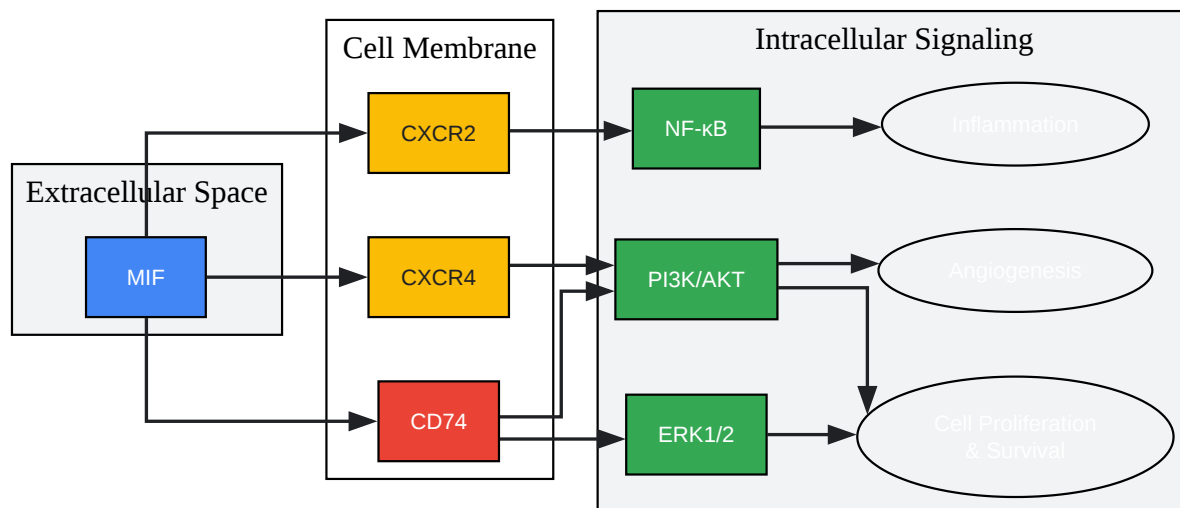 Cell Membrane
Intracellular Signaling
Extracellular Space
MIF
CXCR2
CXCR4
CD74
NF-κB
PI3K/AKT
ERK1/2
Inflammation
Angiogenesis
Cell Proliferation
& Survival